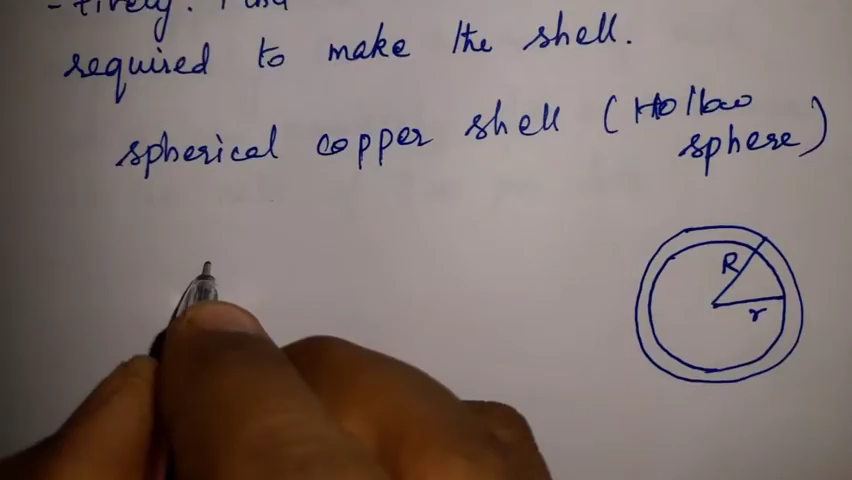 required to make the shell.
spherical copper shell (Hollow
sphere)
R
r